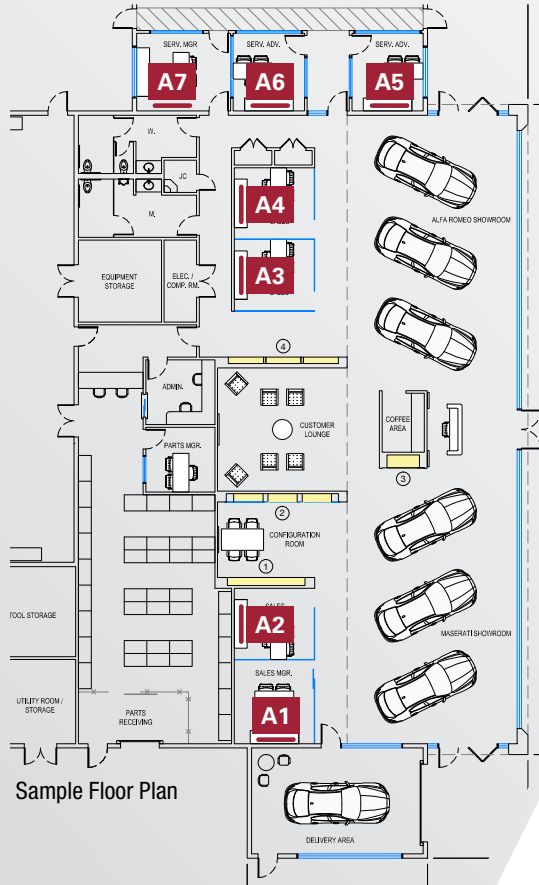 SERV. MGR
SERV. ADV.
SERV. ADV.
A7
A6
A5
W.
JC
A4
M.
ALFA ROMEO SHOWROOM
A3
EQUIPMENT
STORAGE
ELEC. /
COMP. RM.
4
ADMIN.
COFFEE
AREA
CUSTOMER
LOUNGE
PARTS MGR.
3
2
CONFIGURATION
ROOM
1
SALES
A2
TOOL STORAGE
MASERATI SHOWROOM
SALES MGR.
UTILITY ROOM /
STORAGE
PARTS
RECEIVING
A1
Sample Floor Plan
DELIVERY AREA